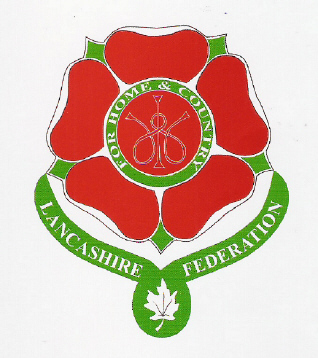 FOR HOME & COUNTRY
LANCASHIRE FEDERATION